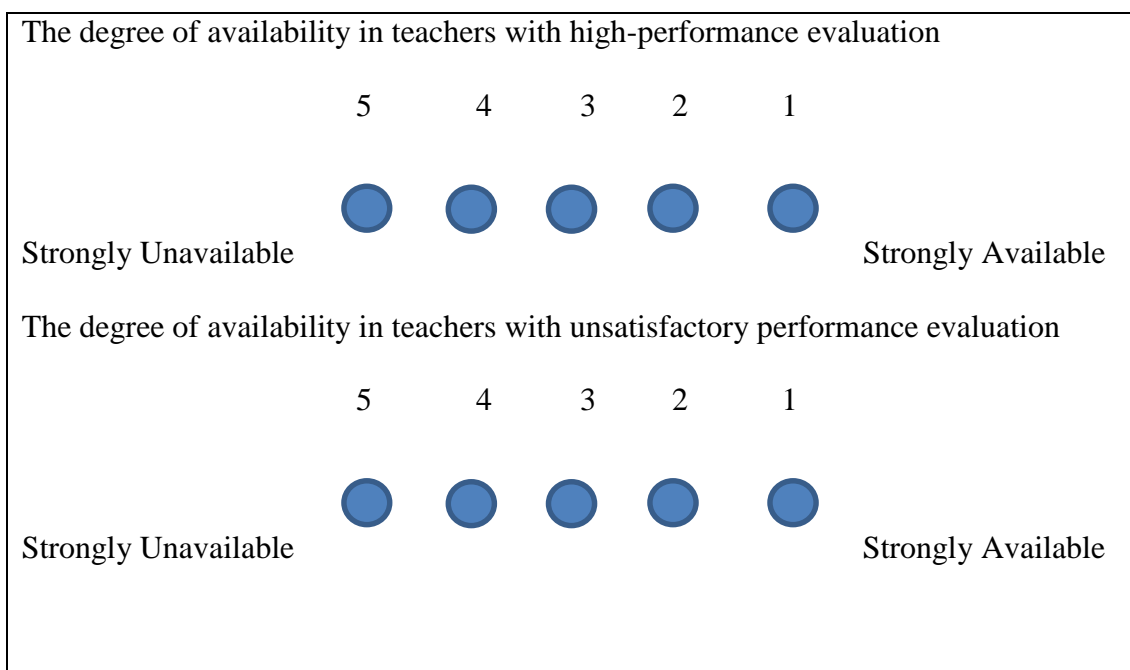 The degree of availability in teachers with high-performance evaluation
5 4 3 2 1
Strongly Unavailable Strongly Available
The degree of availability in teachers with unsatisfactory performance evaluation
5 4 3 2 1
Strongly Unavailable Strongly Available